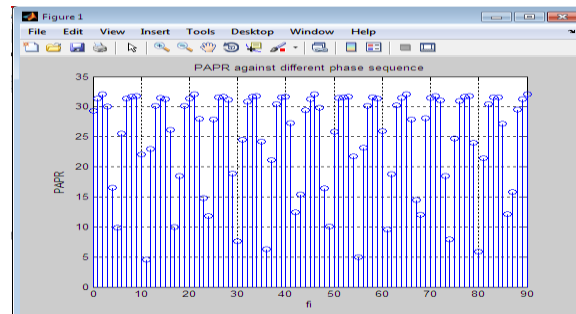 Figure 1
File Edit View Insert Tools Desktop Window Help
PAPR against different phase sequence
35
30
25
20
15
10
5
0
PAPR
0 10 20 30 40 50 60 70 80 90
fi